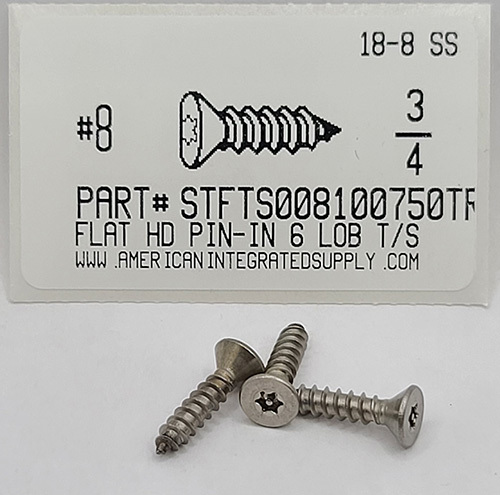 18-8 SS
#8
3/4
PART# STFTS008100750TR
FLAT HD PIN-IN 6 LOB T/S
WWW.AMERICANINTEGRATEDSUPPLY.COM